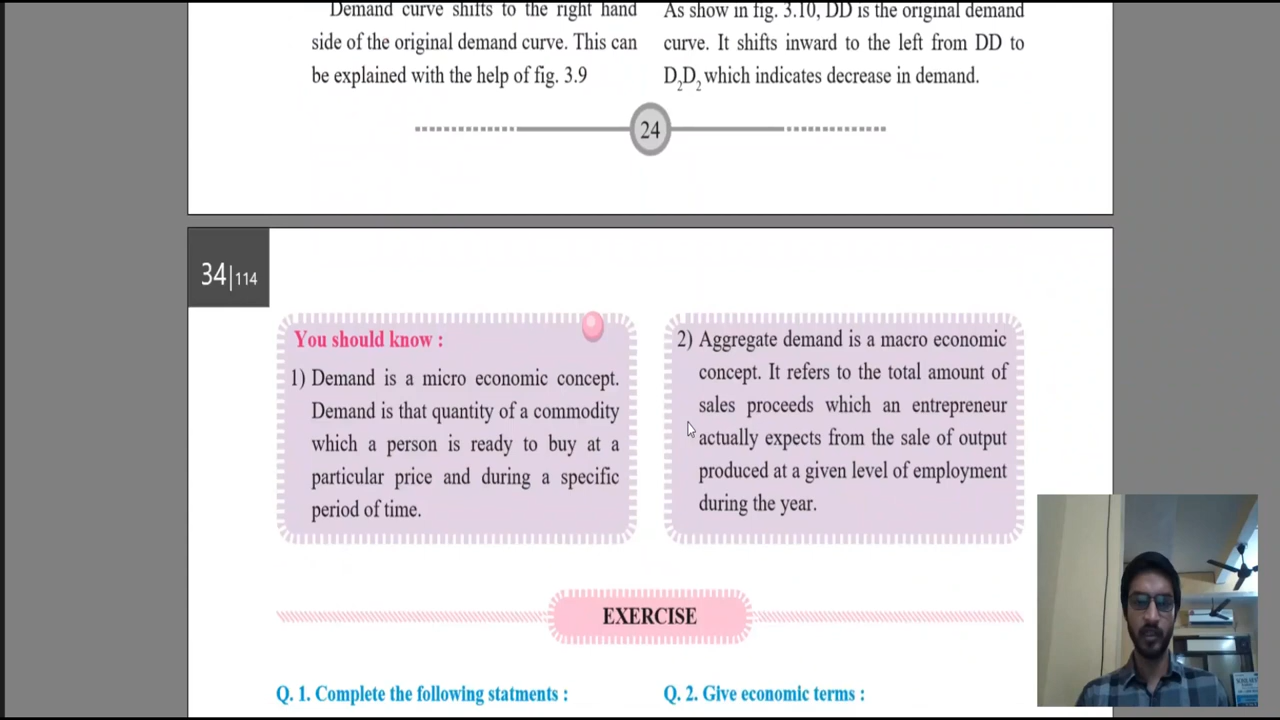 Demand curve shifts to the right hand
side of the original demand curve. This can
be explained with the help of fig. 3.9
As show in fig. 3.10, DD is the original demand
curve. It shifts inward to the left from DD to
D₂D₂ which indicates decrease in demand.
24
34|114
You should know :
1) Demand is a micro economic concept.
Demand is that quantity of a commodity
which a person is ready to buy at a
particular price and during a specific
period of time.
2) Aggregate demand is a macro economic
concept. It refers to the total amount of
sales proceeds which an entrepreneur
actually expects from the sale of output
produced at a given level of employment
during the year.
EXERCISE
Q. 1. Complete the following statments :
Q. 2. Give economic terms :